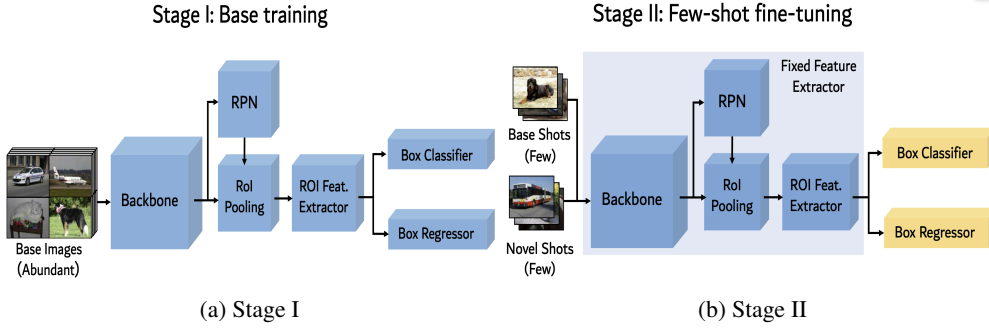 Stage I: Base training
RPN
Backbone
RoI
Pooling
ROI Feat.
Extractor
Box Classifier
Box Regressor
Base Images
(Abundant)
(a) Stage I
Stage II: Few-shot fine-tuning
Fixed Feature
Extractor
Base Shots
(Few)
Novel Shots
(Few)
RPN
Backbone
RoI
Pooling
ROI Feat.
Extractor
Box Classifier
Box Regressor
(b) Stage II